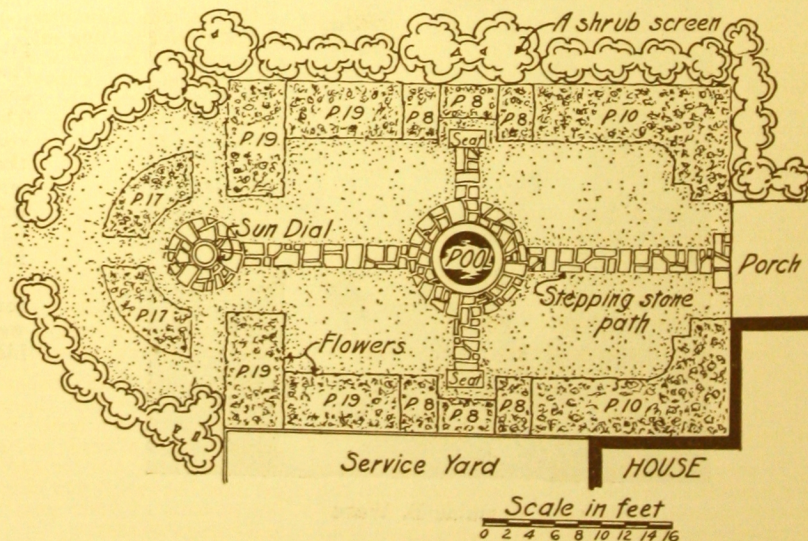 A shrub screen
P.19
P.19
P.8
P.8
P.8
P.10
Seat
P.17
Sun Dial
POOL
Porch
Stepping stone
path
P.17
Flowers
P.19
P.19
P.8
Seat
P.8
P.8
P.10
Service Yard
HOUSE
Scale in feet
0 2 4 6 8 10 12 14 16